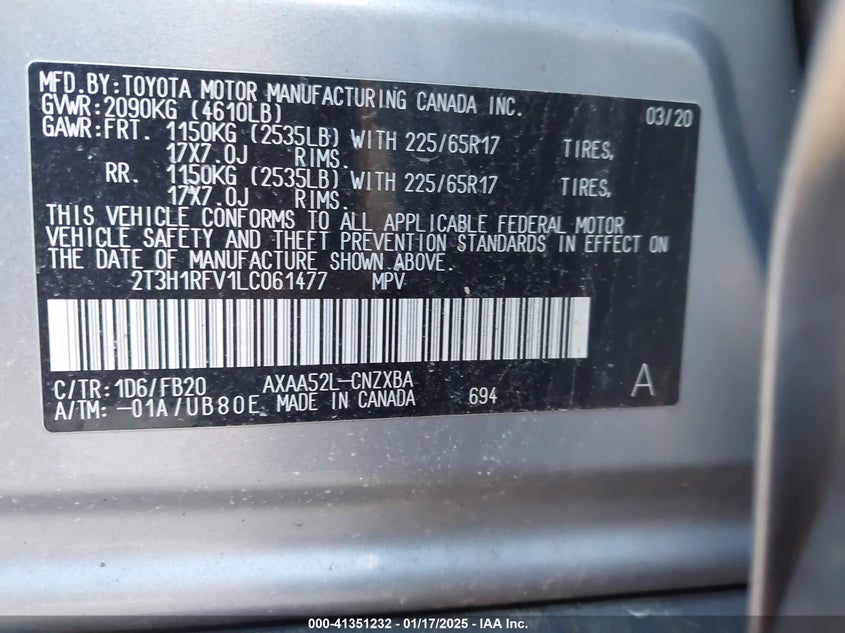 MFD.BY:TOYOTA MOTOR MANUFACTURING CANADA INC. 03/20
GVWR:2090KG (4610LB)
GAWR:FRT. 1150KG (2535LB) WITH 225/65R17 TIRES,
17X7.0J RIMS.
RR. 1150KG (2535LB) WITH 225/65R17 TIRES,
17X7.0J RIMS.
THIS VEHICLE CONFORMS TO ALL APPLICABLE FEDERAL MOTOR
VEHICLE SAFETY AND THEFT PREVENTION STANDARDS IN EFFECT ON
THE DATE OF MANUFACTURE SHOWN ABOVE.
2T3H1RFV1LC061477 MPV
C/TR:1D6/FB20 AXAA52L-CNZXBA A
A/TM:-01A/UB80E MADE IN CANADA 694
000-41351232 - 01/17/2025 - IAA Inc.